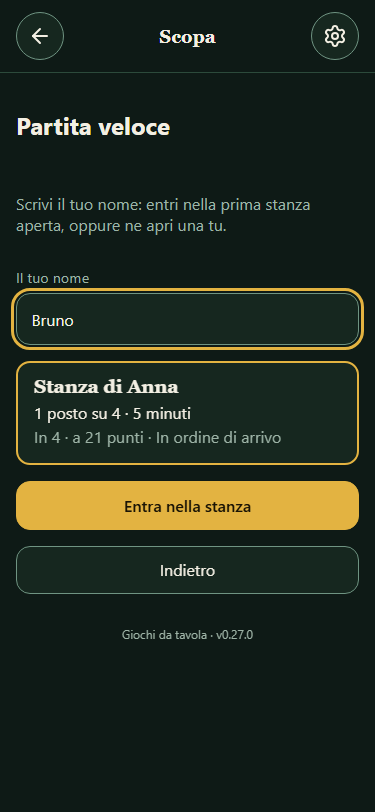 Scopa
Partita veloce
Scrivi il tuo nome: entri nella prima stanza
aperta, oppure ne apri una tu.
Il tuo nome
Bruno
Stanza di Anna
1 posto su 4 · 5 minuti
In 4 · a 21 punti · In ordine di arrivo
Entra nella stanza
Indietro
Giochi da tavola · v0.27.0